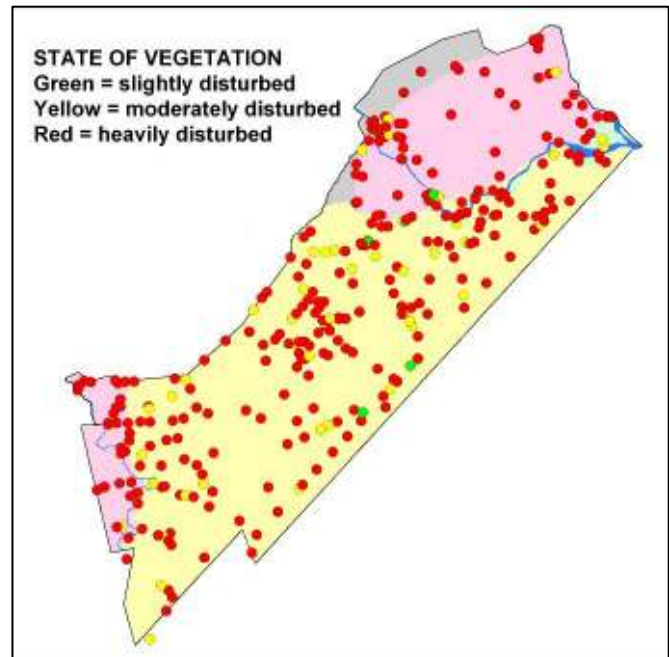 STATE OF VEGETATION
Green = slightly disturbed
Yellow = moderately disturbed
Red = heavily disturbed